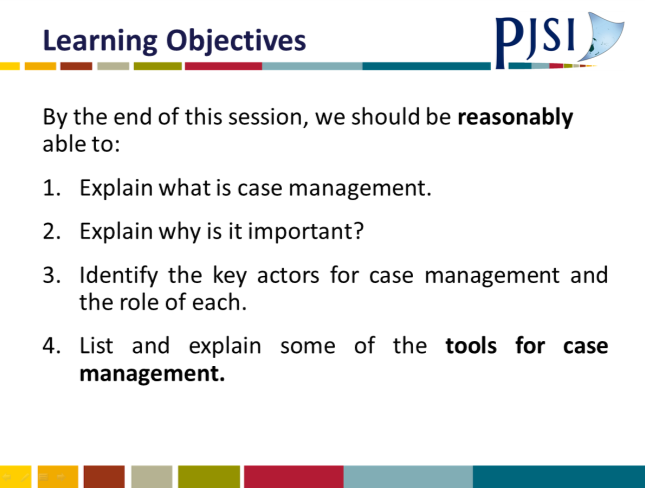 Learning Objectives
PJSI
By the end of this session, we should be reasonably
able to:
1. Explain what is case management.
2. Explain why is it important?
3. Identify the key actors for case management and
the role of each.
4. List and explain some of the tools for case
management.